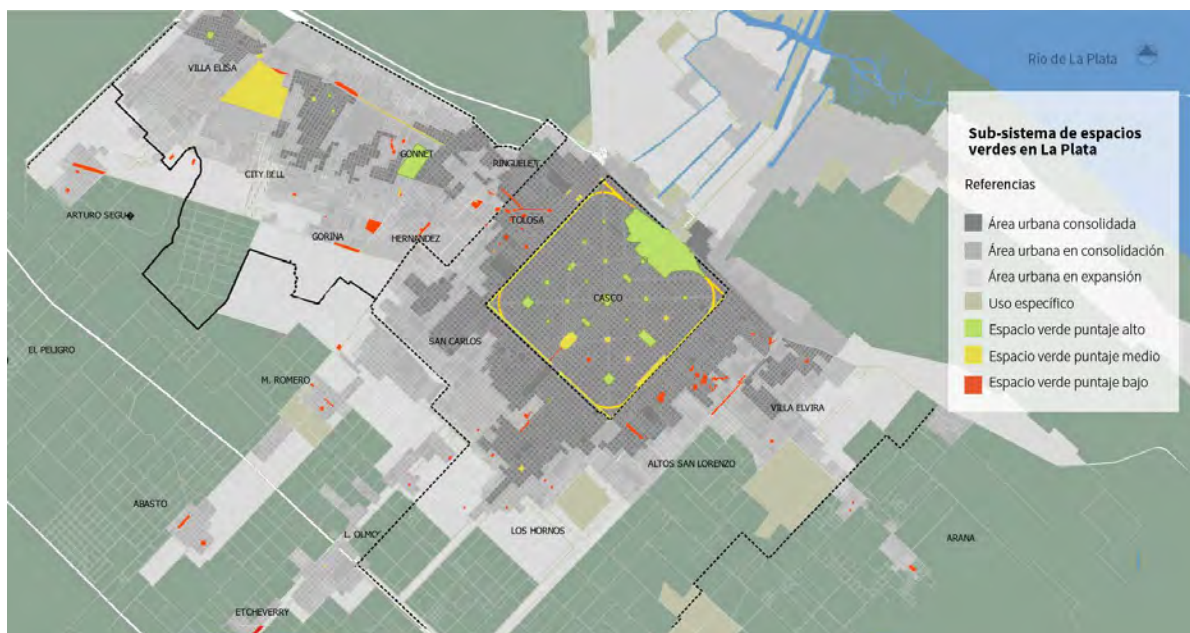 Río de La Plata
Sub-sistema de espacios
verdes en La Plata
Referencias
Área urbana consolidada
Área urbana en consolidación
Área urbana en expansión
Uso específico
Espacio verde puntaje alto
Espacio verde puntaje medio
Espacio verde puntaje bajo
VILLA ELISA
GONNET
RINGUELET
CITY BELL
TOLOSA
ARTURO SEGU�
GORINA
HERNANDEZ
CASCO
SAN CARLOS
EL PELIGRO
M. ROMERO
VILLA ELVIRA
ALTOS SAN LORENZO
ABASTO
LOS HORNOS
L. OLMOS
ARANA
ETCHEVERRY